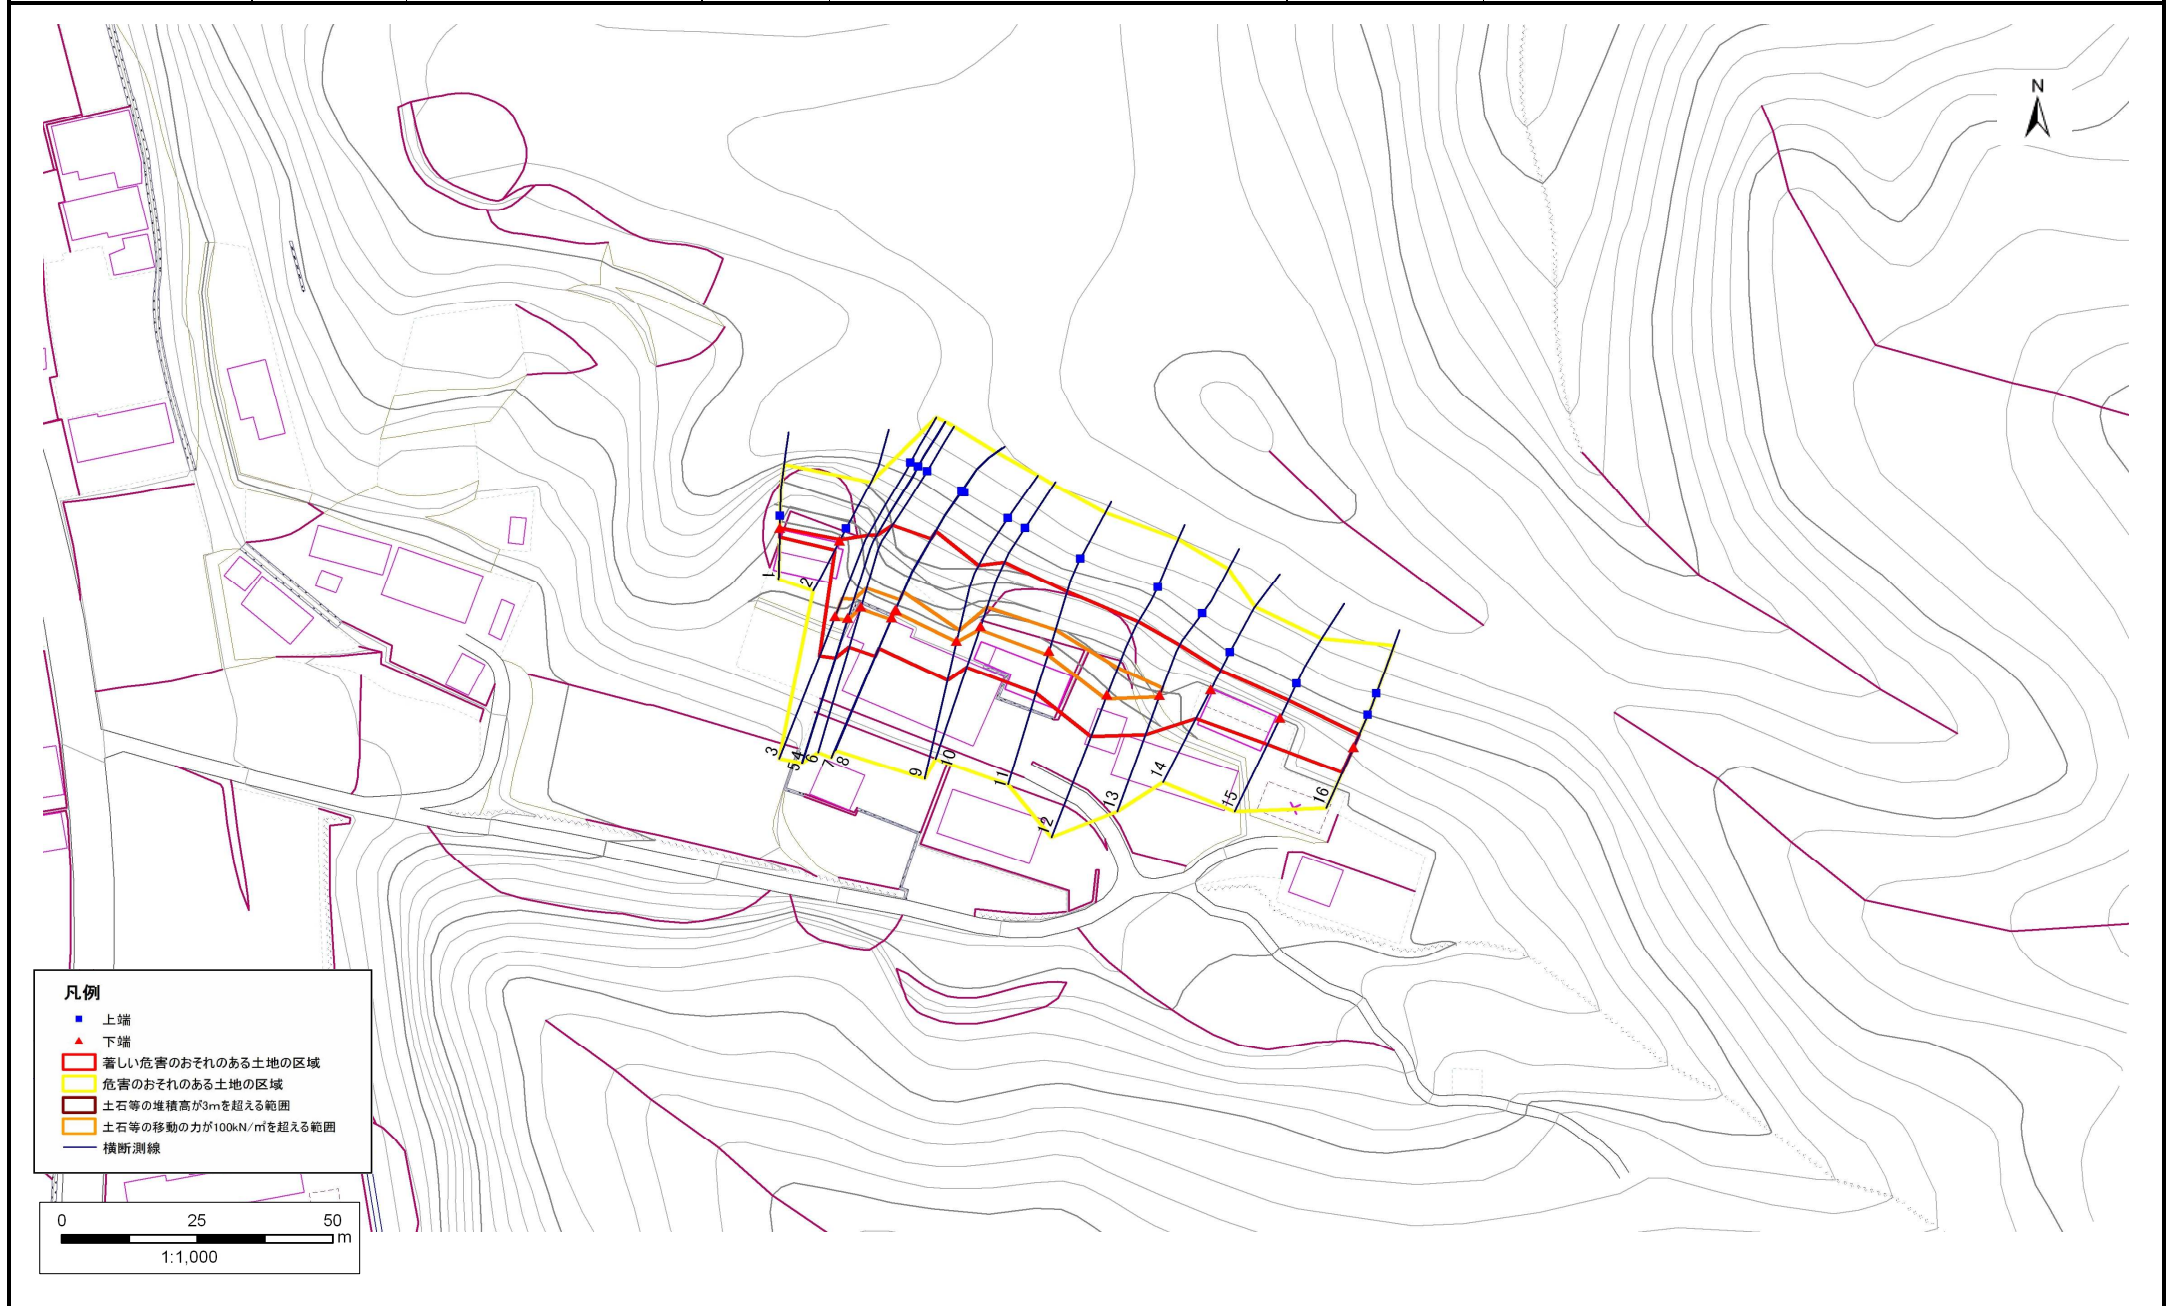 N
1
2
3
4
5
6
7
8
9
10
11
12
13
14
15
16
凡例
上端
下端
著しい危害のおそれのある土地の区域
危害のおそれのある土地の区域
土石等の堆積高が3mを超える範囲
土石等の移動の力が100kN/㎡を超える範囲
横断測線
0 25 50 m
1:1,000